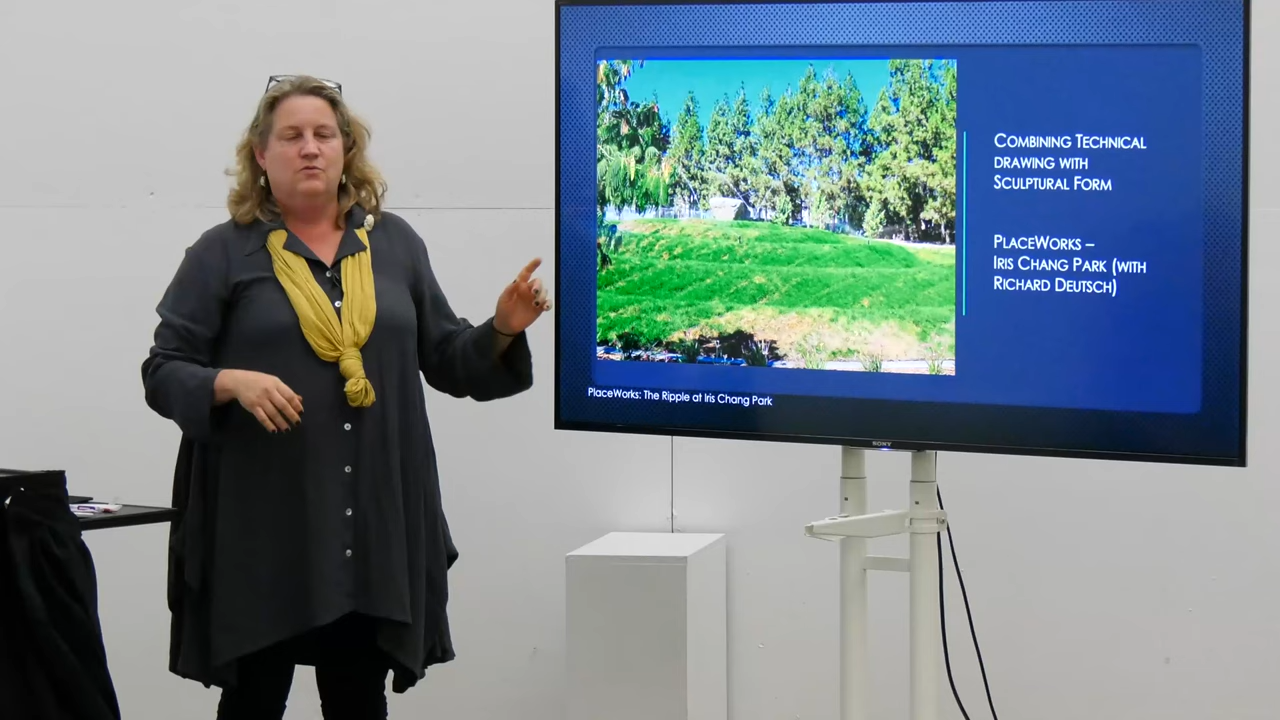 COMBINING TECHNICAL
DRAWING WITH
SCULPTURAL FORM
PLACEWORKS –
IRIS CHANG PARK (WITH
RICHARD DEUTSCH)
PlaceWorks: The Ripple at Iris Chang Park
SONY